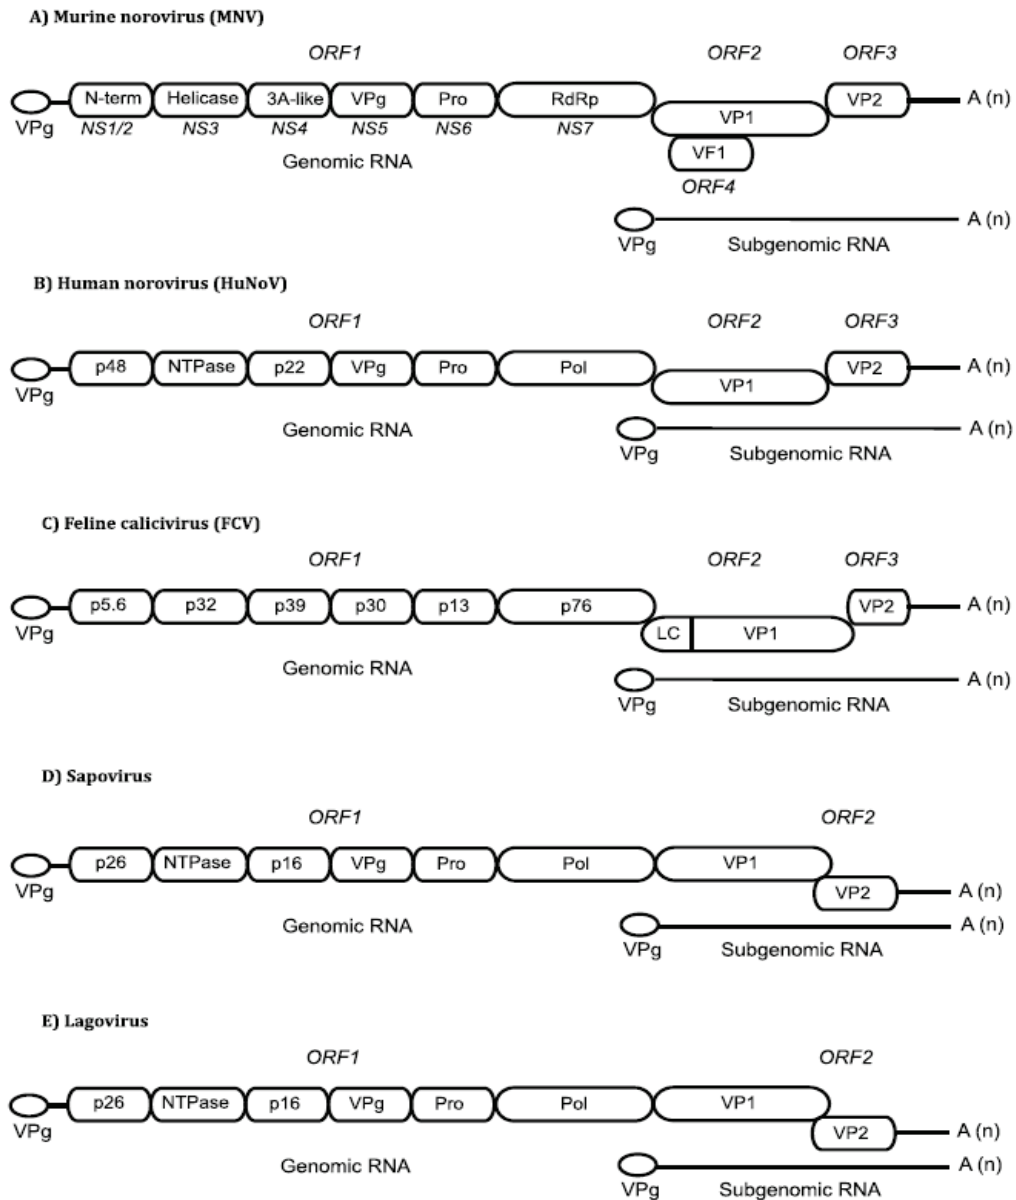 A) Murine norovirus (MNV)
ORF1 ORF2 ORF3
N-term Helicase 3A-like VPg Pro RdRp VP1 VP2 A (n)
VPg NS1/2 NS3 NS4 NS5 NS6 NS7
VF1
Genomic RNA
ORF4
A (n)
VPg Subgenomic RNA
B) Human norovirus (HuNoV)
ORF1 ORF2 ORF3
p48 NTPase p22 VPg Pro Pol VP2 A (n)
VPg VP1
Genomic RNA A (n)
VPg Subgenomic RNA
C) Feline calicivirus (FCV)
ORF1 ORF2 ORF3
p5.6 p32 p39 p30 p13 p76 VP2 A (n)
VPg LC VP1
Genomic RNA A (n)
VPg Subgenomic RNA
D) Sapovirus
ORF1 ORF2
p26 NTPase p16 VPg Pro Pol VP1
VPg VP2 A (n)
Genomic RNA A (n)
VPg Subgenomic RNA
E) Lagovirus
ORF1 ORF2
p26 NTPase p16 VPg Pro Pol VP1
VPg VP2 A (n)
Genomic RNA A (n)
VPg Subgenomic RNA